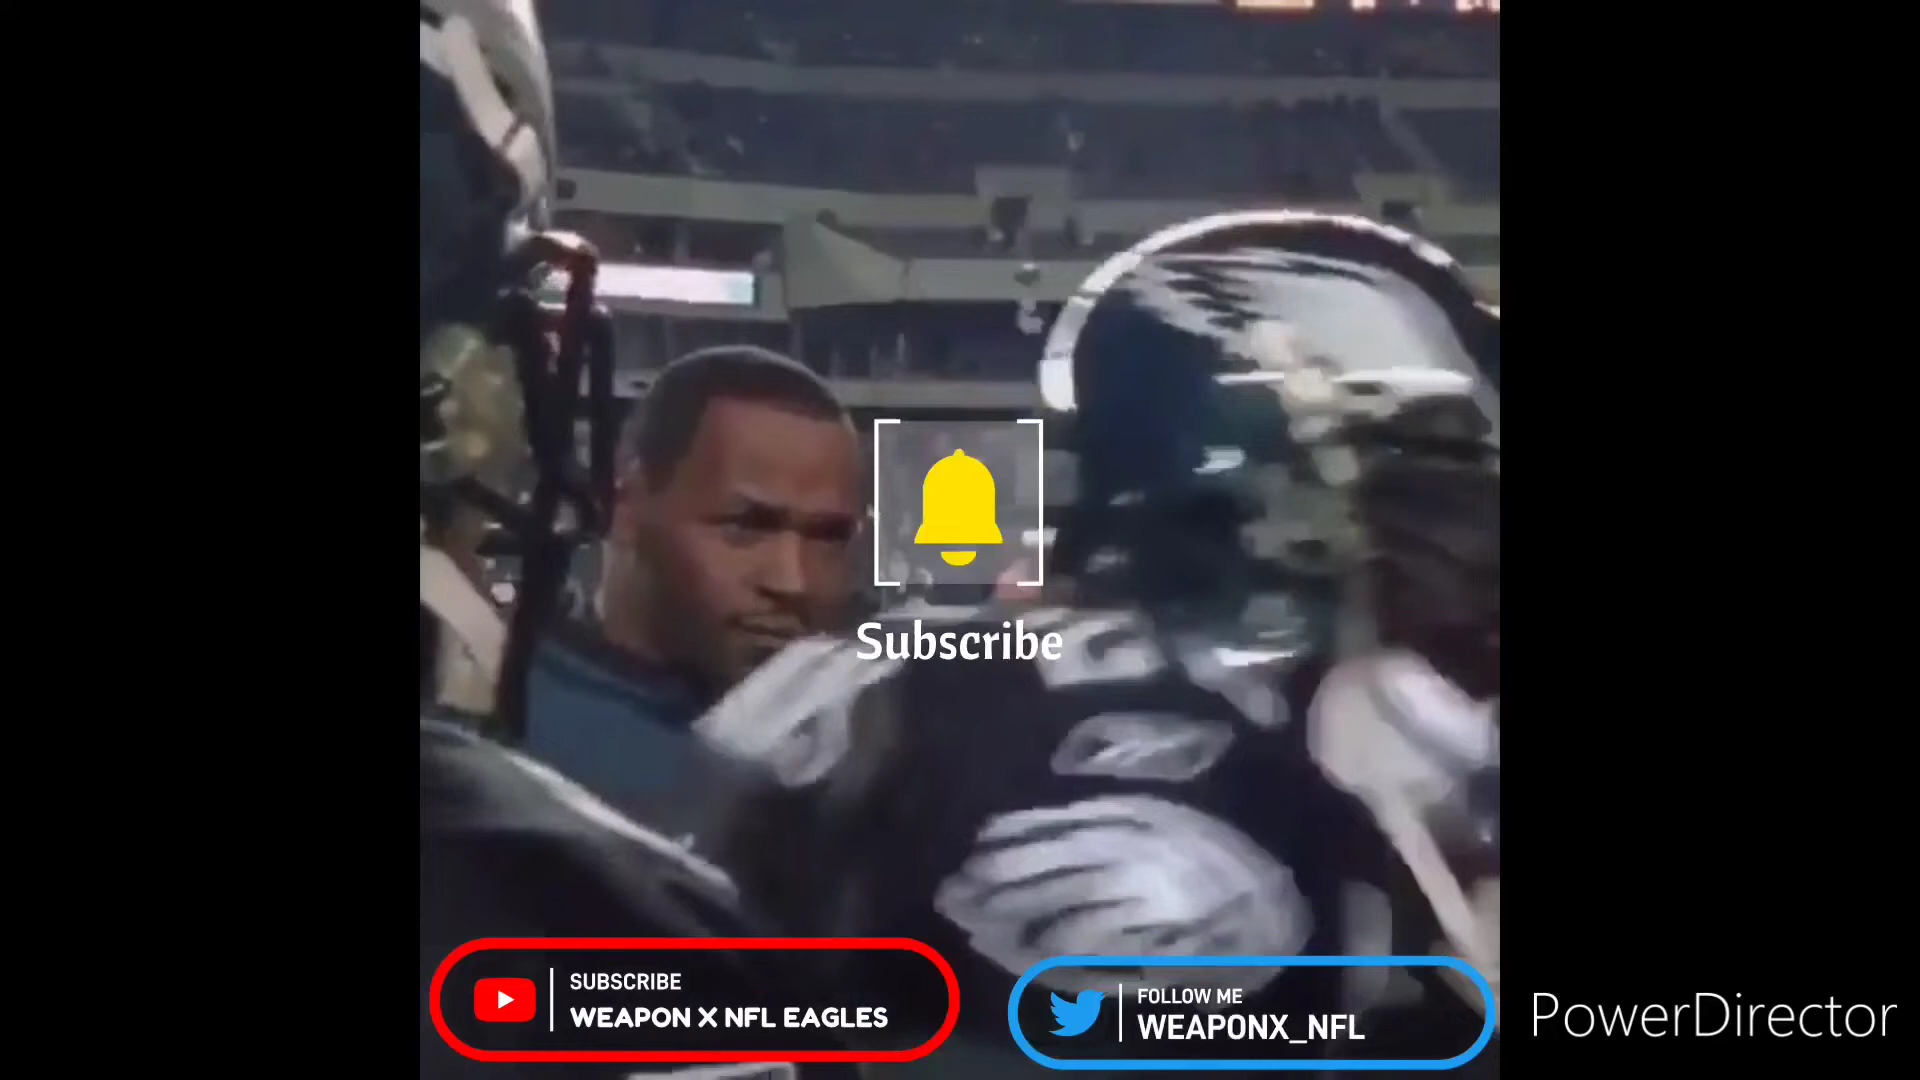 Subscribe
SUBSCRIBE
WEAPON X NFL EAGLES
FOLLOW ME
WEAPONX_NFL
PowerDirector